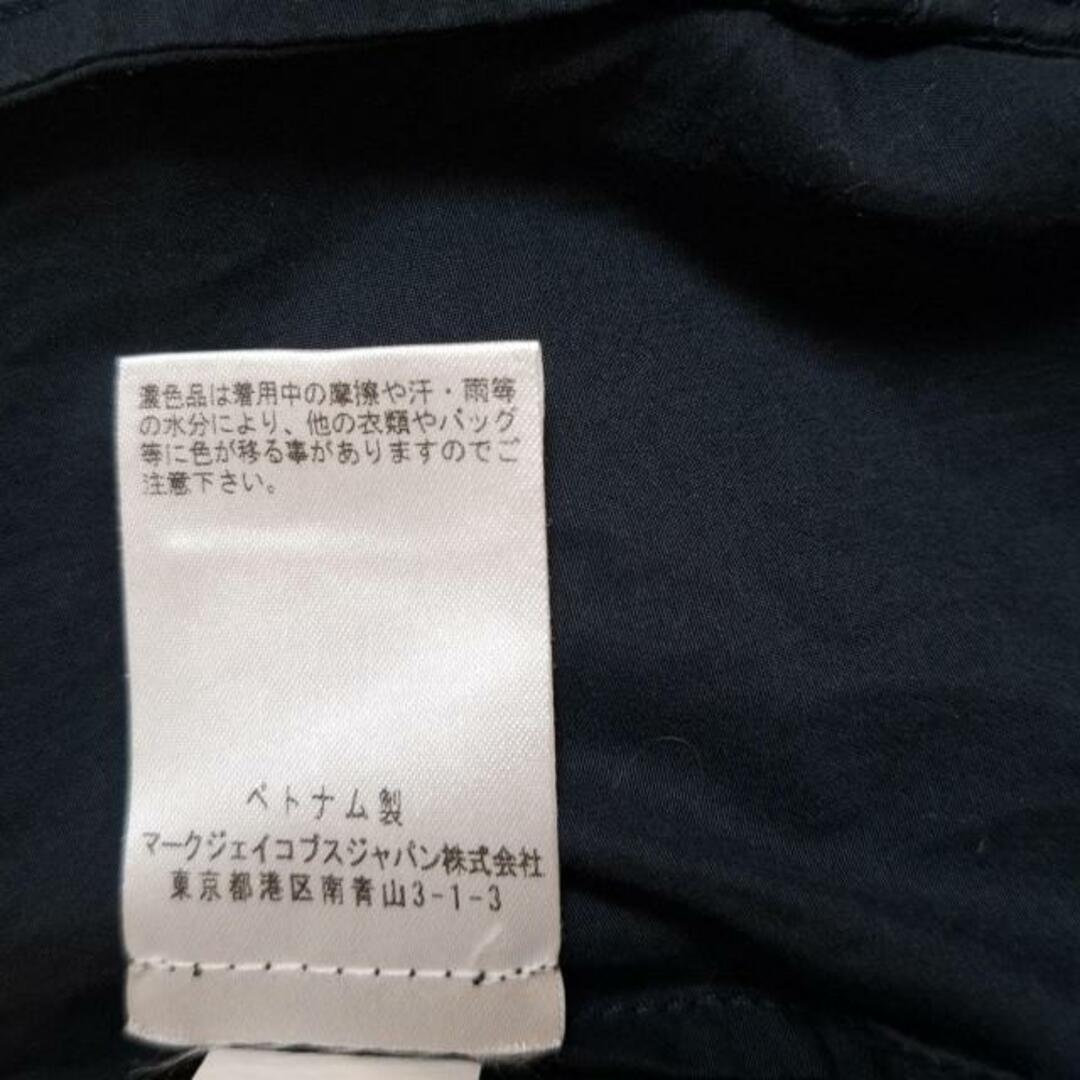 濃色品は着用中の摩擦や汗・雨等
の水分により、他の衣類やバッグ
等に色が移る事がありますのでご
注意下さい。
ベトナム製
マークジェイコブスジャパン株式会社
東京都港区南青山3-1-3